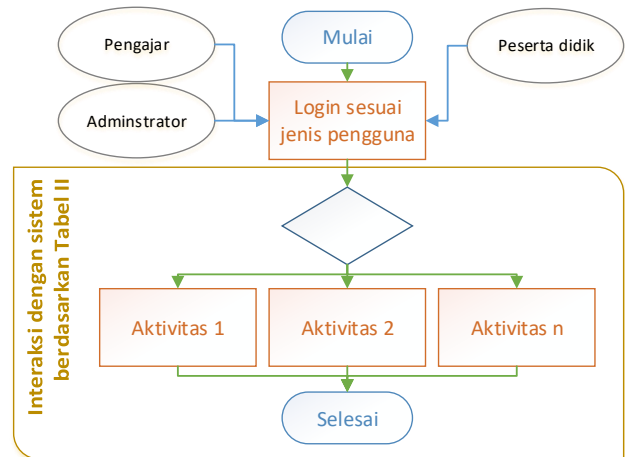 Pengajar
Mulai
Peserta didik
Adminstrator
Login sesuai
jenis pengguna
Interaksi dengan sistem
berdasarkan Tabel II
Aktivitas 1
Aktivitas 2
Aktivitas n
Selesai